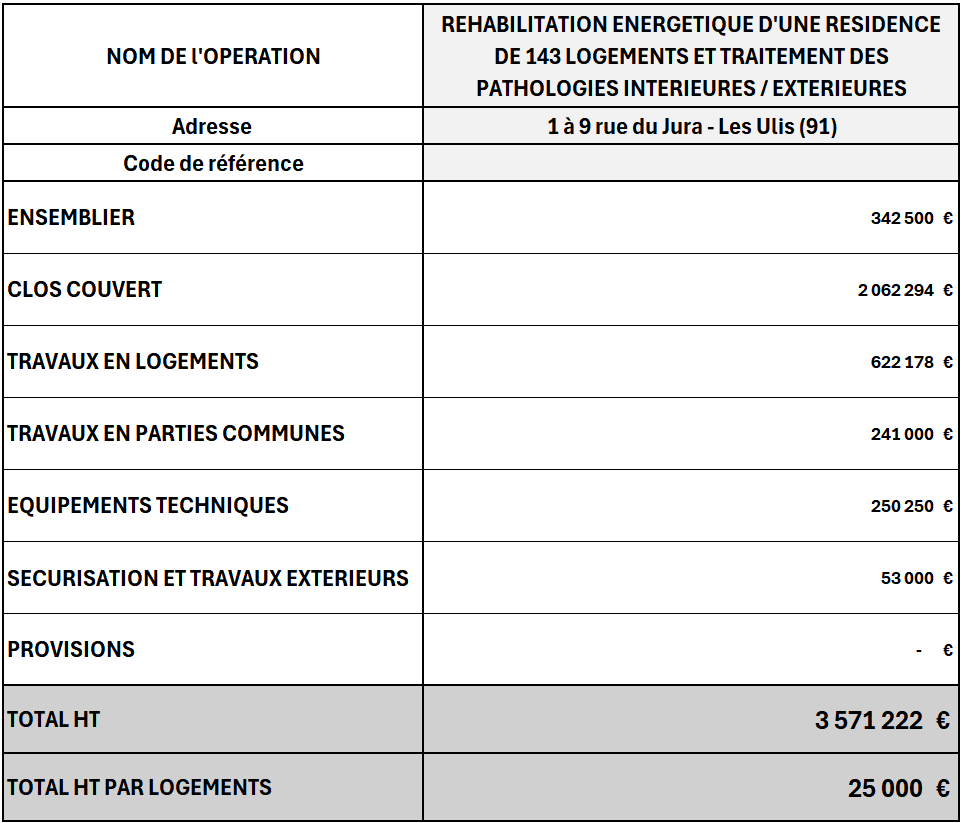 NOM DE l'OPERATION
REHABILITATION ENERGETIQUE D'UNE RESIDENCE
DE 143 LOGEMENTS ET TRAITEMENT DES
PATHOLOGIES INTERIEURES / EXTERIEURES
Adresse
1 à 9 rue du Jura - Les Ulis (91)
Code de référence
ENSEMBLIER 342 500 €
CLOS COUVERT 2 062 294 €
TRAVAUX EN LOGEMENTS 622 178 €
TRAVAUX EN PARTIES COMMUNES 241 000 €
EQUIPEMENTS TECHNIQUES 250 250 €
SECURISATION ET TRAVAUX EXTERIEURS 53 000 €
PROVISIONS - €
TOTAL HT 3 571 222 €
TOTAL HT PAR LOGEMENTS 25 000 €